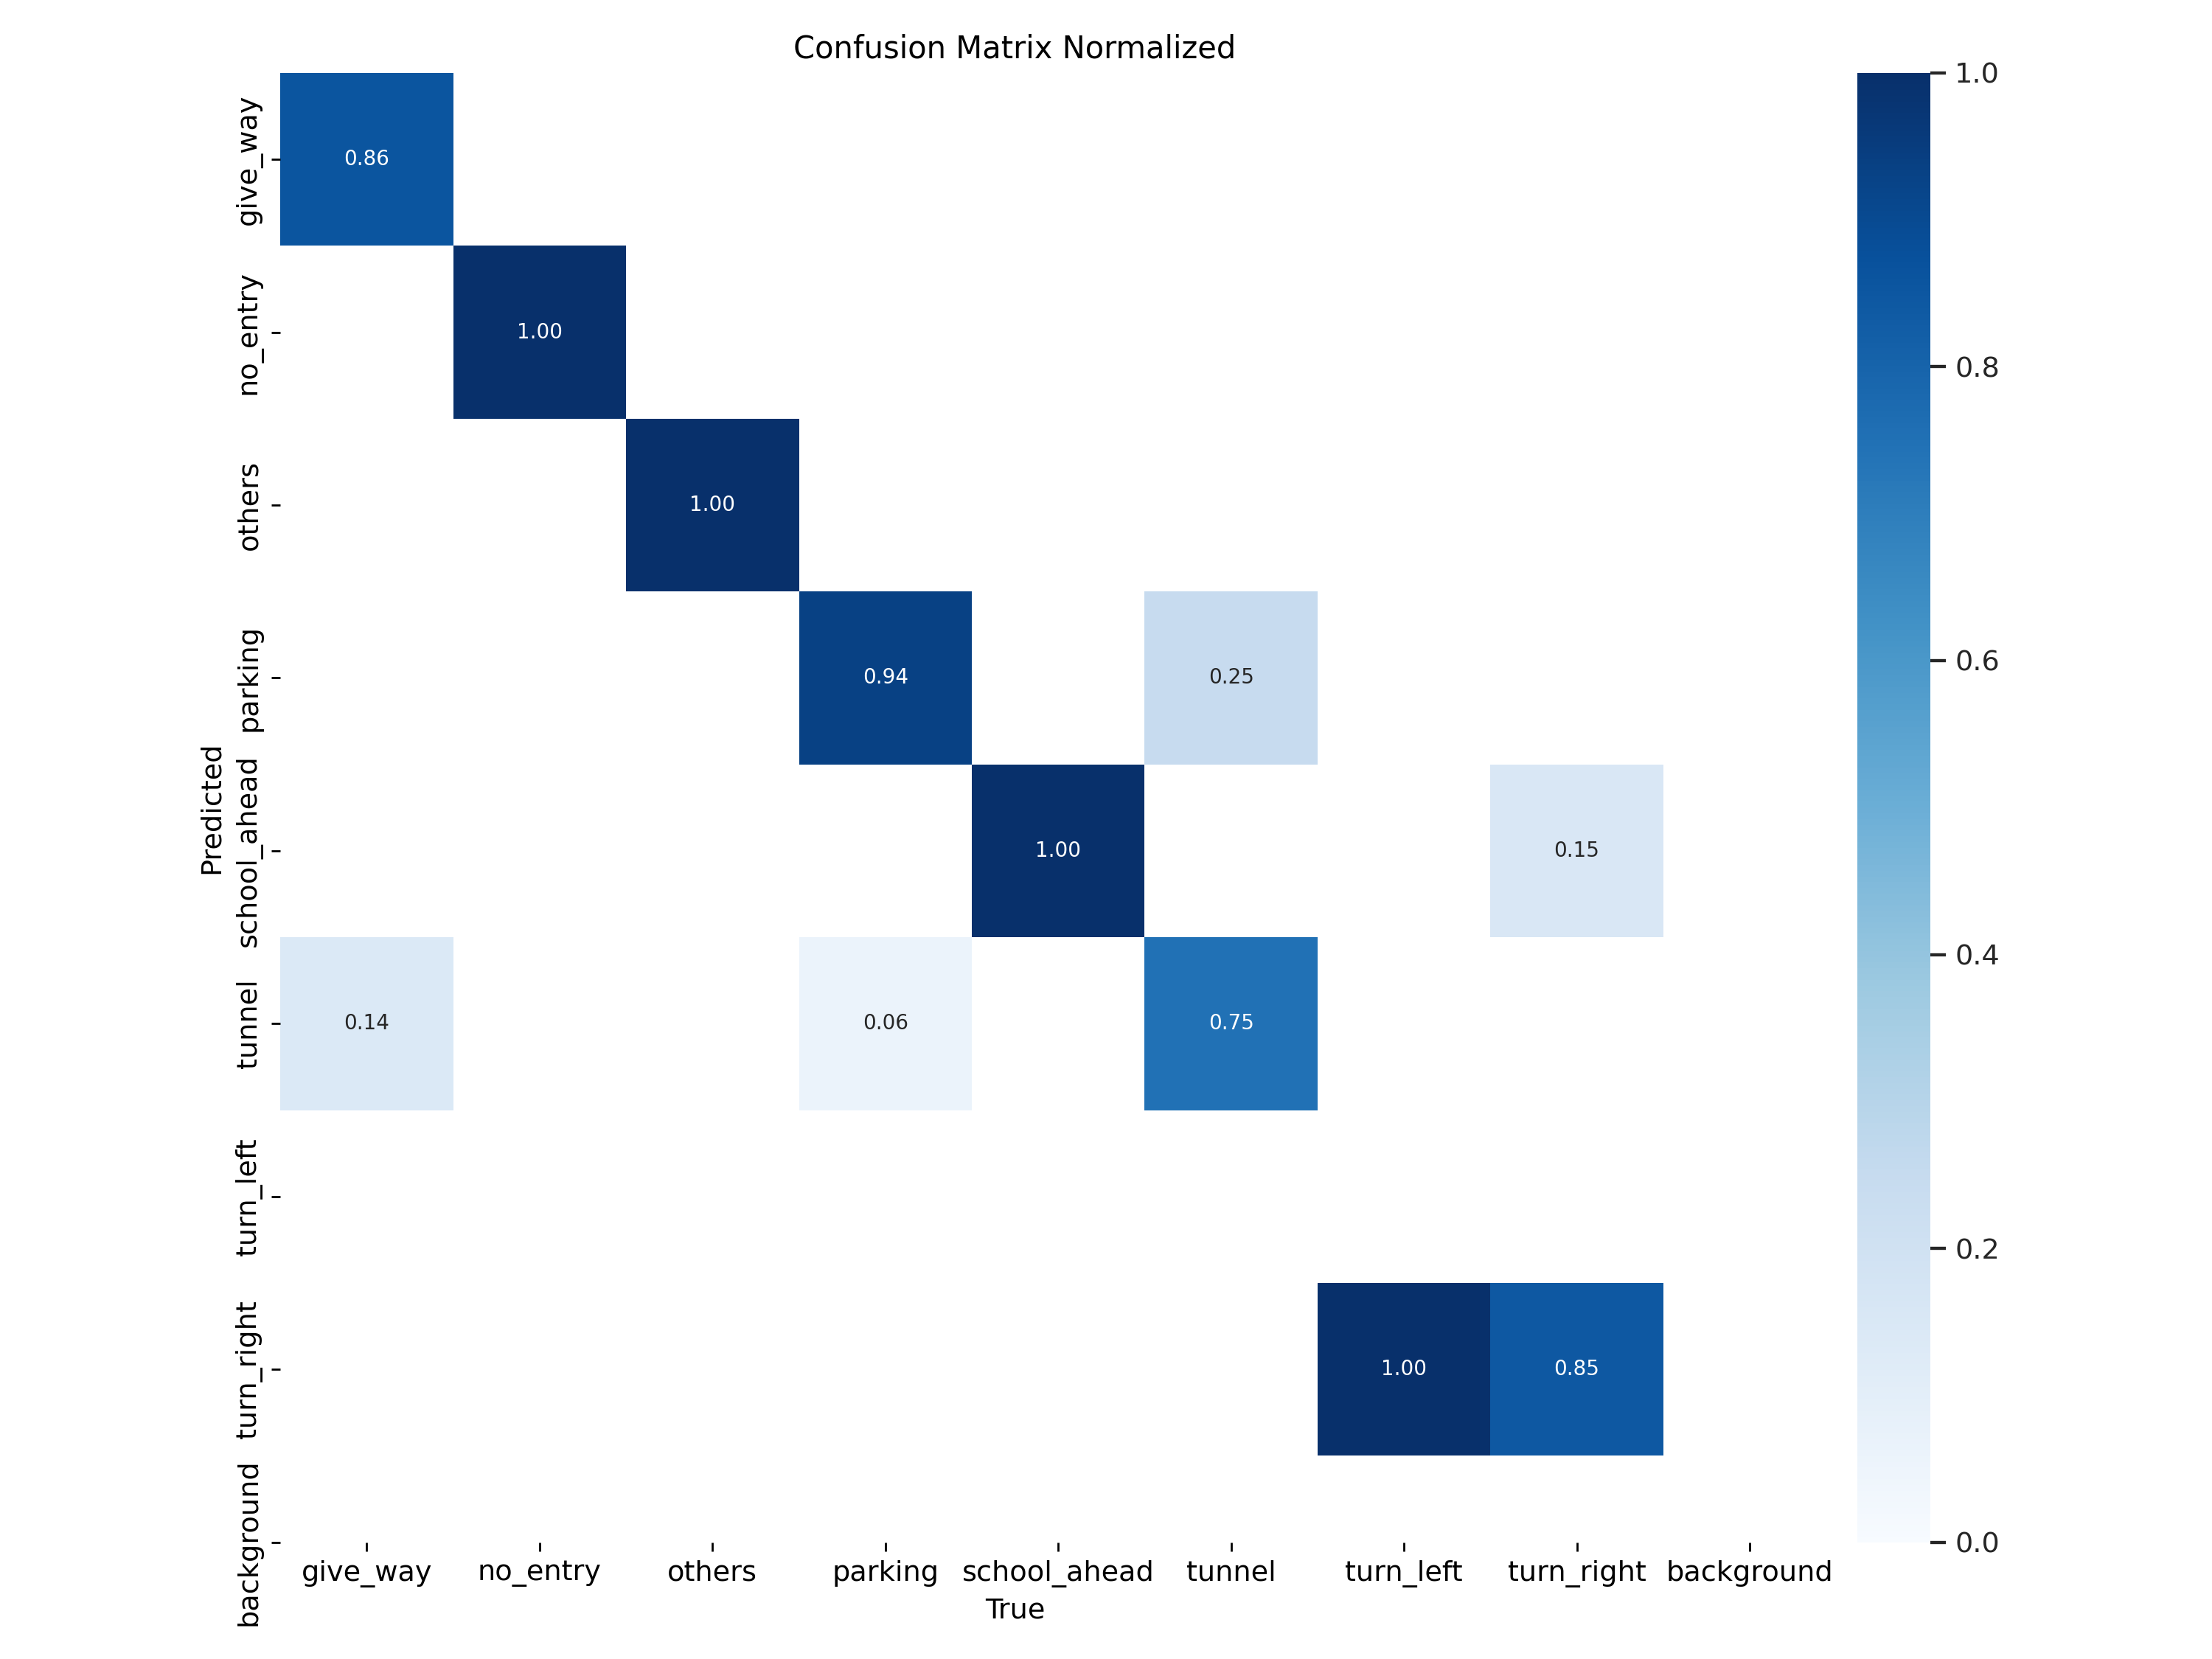 Confusion Matrix Normalized
Predicted
give_way
0.86
no_entry
1.00
others
1.00
parking
0.94 0.25
school_ahead
1.00 0.15
tunnel
0.14 0.06 0.75
turn_left
turn_right
1.00 0.85
background
give_way no_entry others parking school_ahead tunnel turn_left turn_right background
True
1.0
0.8
0.6
0.4
0.2
0.0